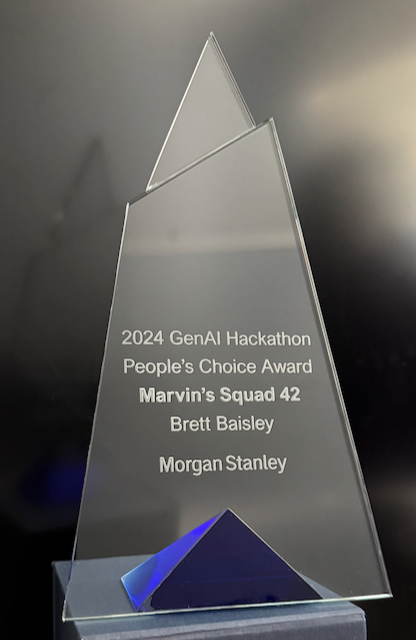 2024 GenAI Hackathon
People's Choice Award
Marvin's Squad 42
Brett Baisley
Morgan Stanley